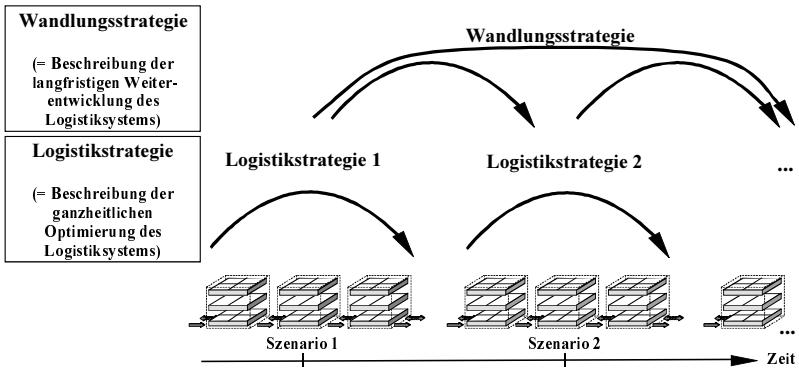 Wandlungsstrategie
(= Beschreibung der
langfristigen Weiter-
entwicklung des
Logistiksystems)
Logistikstrategie
(= Beschreibung der
ganzheitlichen
Optimierung des
Logistiksystems)
Wandlungsstrategie
Logistikstrategie 1
Logistikstrategie 2
...
...
Szenario 1
Szenario 2
Zeit